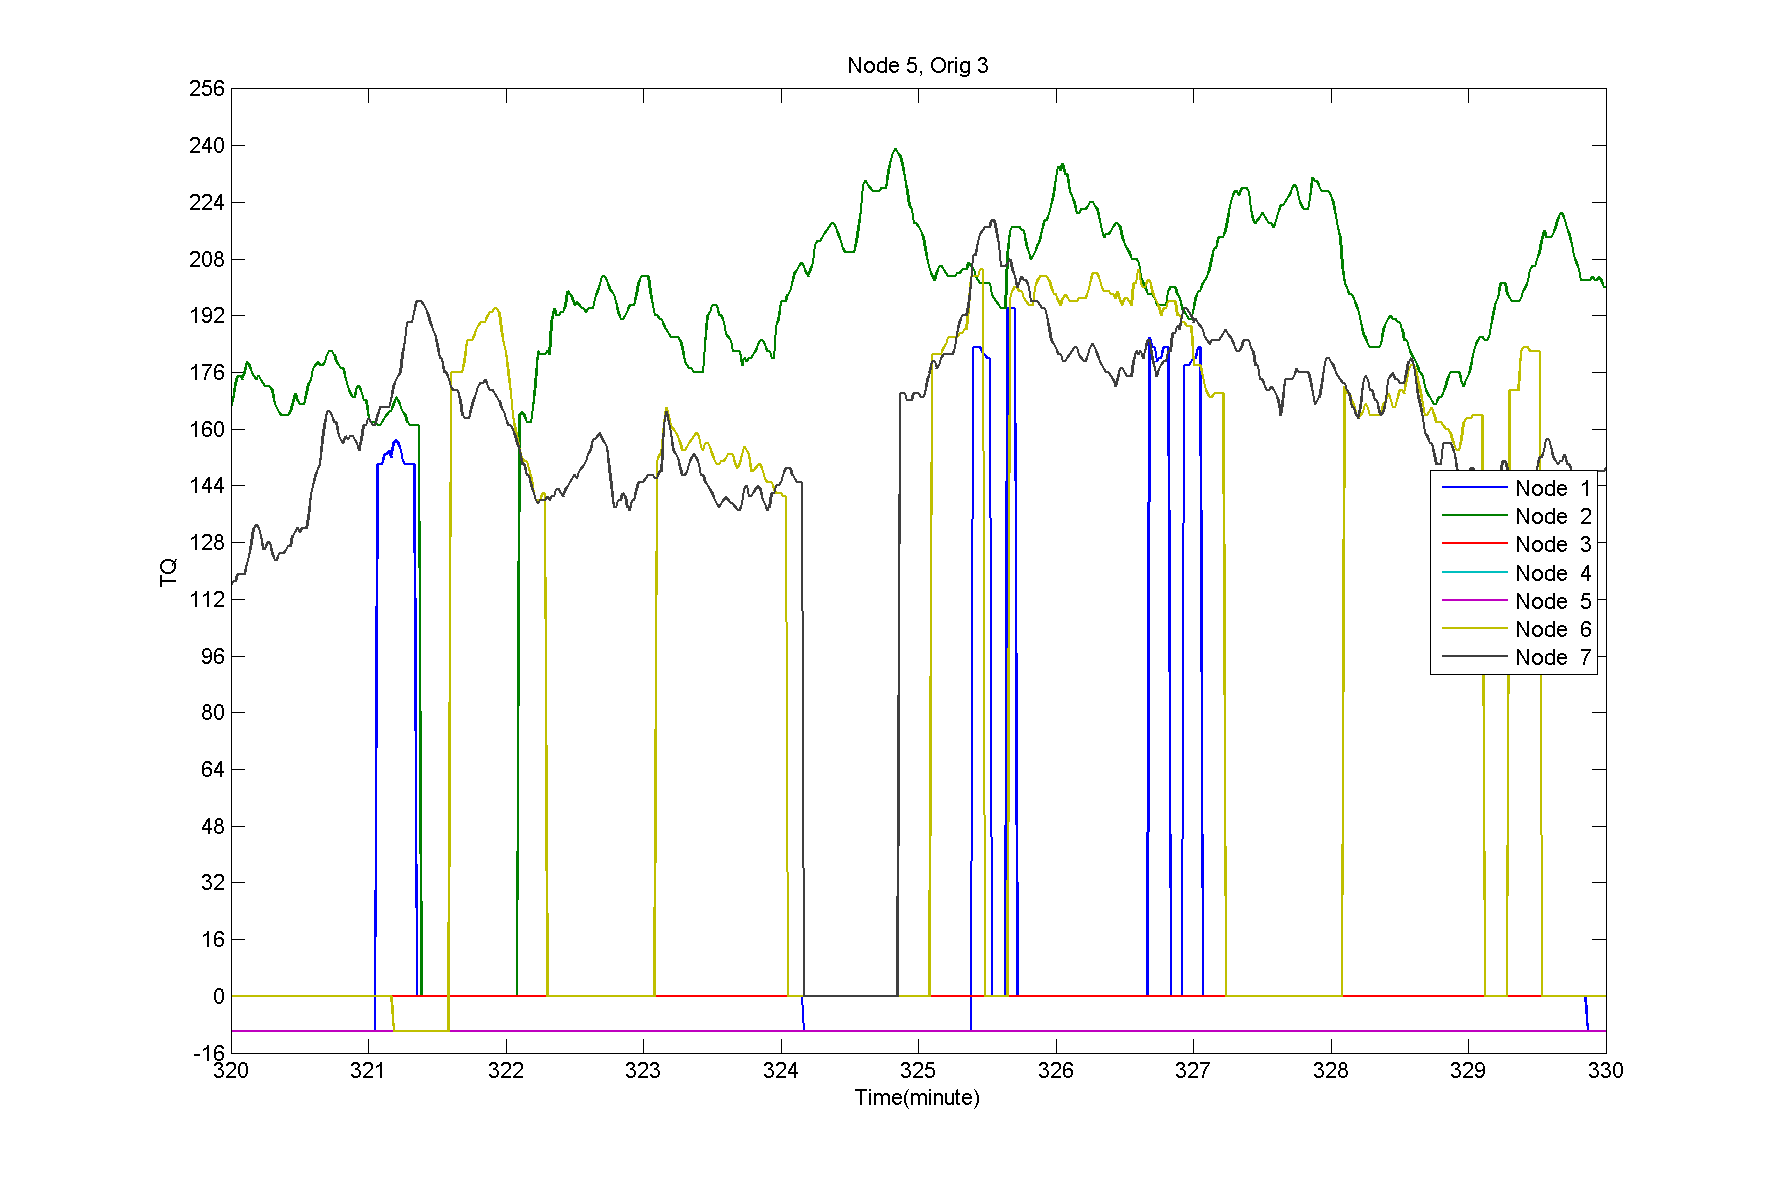 Node 5, Orig 3
256
240
224
208
192
176
160
144
128
112
96
80
64
48
32
16
0
-16
TQ
Node 1
Node 2
Node 3
Node 4
Node 5
Node 6
Node 7
320 321 322 323 324 325 326 327 328 329 330
Time(minute)